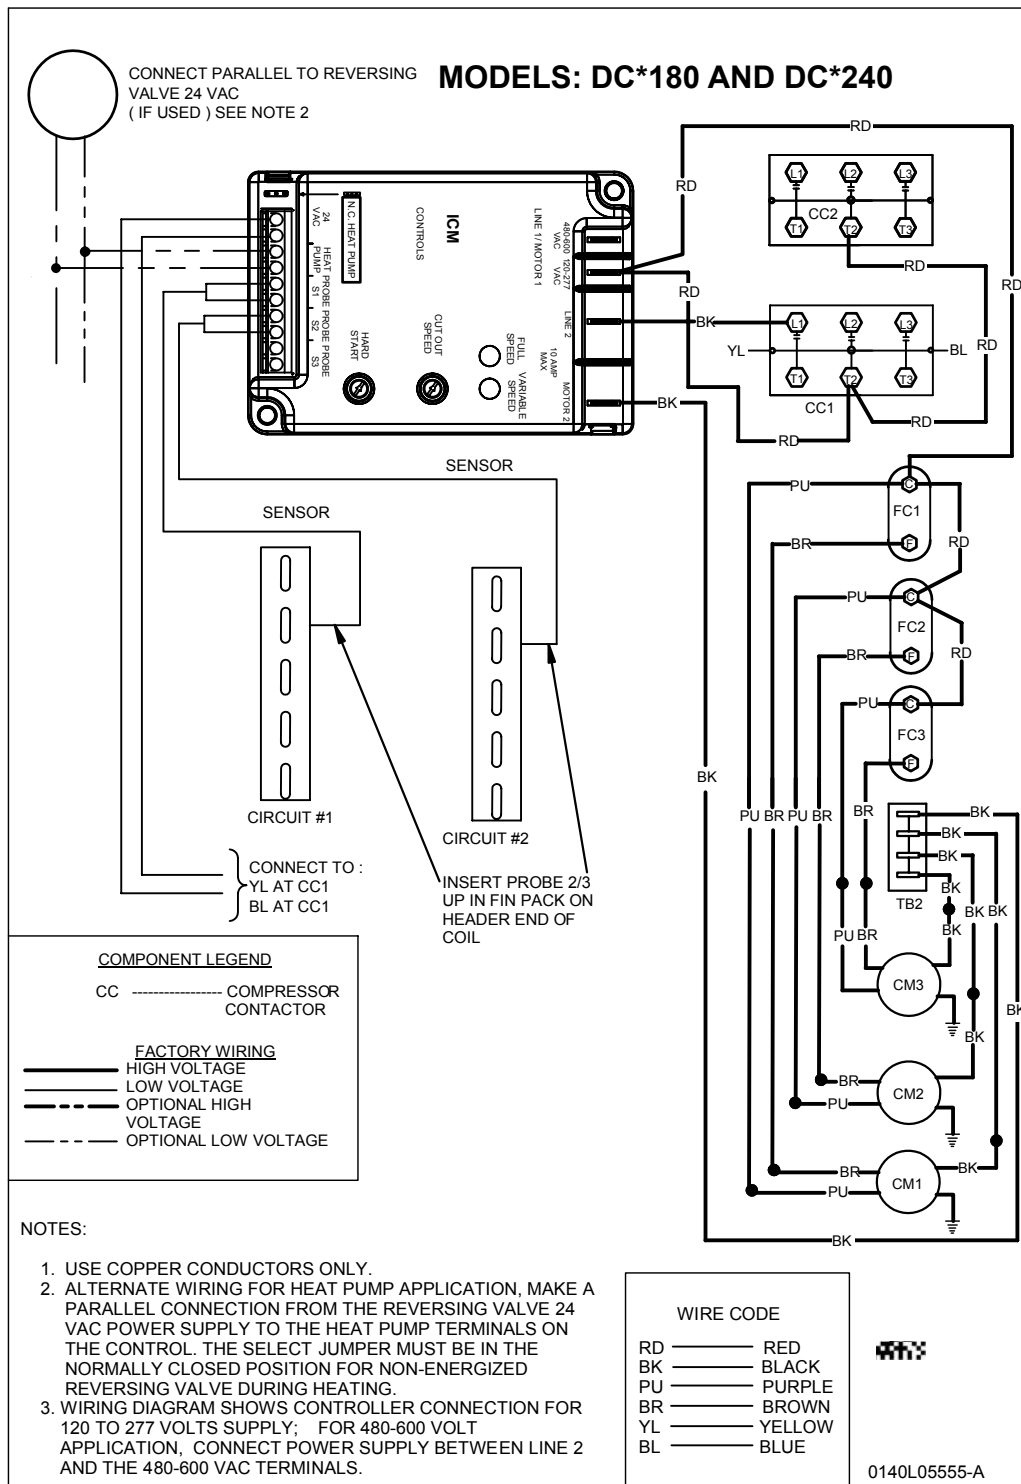 CONNECT PARALLEL TO REVERSING
VALVE 24 VAC
( IF USED ) SEE NOTE 2
MODELS: DC*180 AND DC*240
RD
L1
L2
L3
CC2
T1
T2
T3
RD
RD
RD
RD
N.C. HEAT PUMP
24
VAC
HEAT
PUMP
PROBE
S1
PROBE
S2
PROBE
S3
ICM
CONTROLS
HARD
START
CUT OUT
SPEED
FULL
SPEED
VARIABLE
SPEED
480-600
VAC
120-277
VAC
LINE 1/ MOTOR 1
LINE 2
10 AMP
MAX
MOTOR 2
RD
BK
L1
L2
L3
YL
BL
T1
T2
T3
CC1
BK
RD
RD
SENSOR
SENSOR
PU
C
FC1
BR
F
RD
PU
C
FC2
BR
F
RD
PU
C
FC3
F
BK
CIRCUIT #1
CIRCUIT #2
PU BR PU BR
BR
BK
BK
BK
BK
TB2
BK BK
BK
PU BR
CM3
BK
BK
CONNECT TO :
YL AT CC1
BL AT CC1
INSERT PROBE 2/3
UP IN FIN PACK ON
HEADER END OF
COIL
BR
CM2
PU
BR
CM1
BK
PU
BK
COMPONENT LEGEND
CC ----------------- COMPRESSOR
CONTACTOR
FACTORY WIRING
HIGH VOLTAGE
LOW VOLTAGE
OPTIONAL HIGH
VOLTAGE
OPTIONAL LOW VOLTAGE
NOTES:
1. USE COPPER CONDUCTORS ONLY.
2. ALTERNATE WIRING FOR HEAT PUMP APPLICATION, MAKE A
PARALLEL CONNECTION FROM THE REVERSING VALVE 24
VAC POWER SUPPLY TO THE HEAT PUMP TERMINALS ON
THE CONTROL. THE SELECT JUMPER MUST BE IN THE
NORMALLY CLOSED POSITION FOR NON-ENERGIZED
REVERSING VALVE DURING HEATING.
3. WIRING DIAGRAM SHOWS CONTROLLER CONNECTION FOR
120 TO 277 VOLTS SUPPLY; FOR 480-600 VOLT
APPLICATION, CONNECT POWER SUPPLY BETWEEN LINE 2
AND THE 480-600 VAC TERMINALS.
WIRE CODE
RD RED
BK BLACK
PU PURPLE
BR BROWN
YL YELLOW
BL BLUE
0140L05555-A